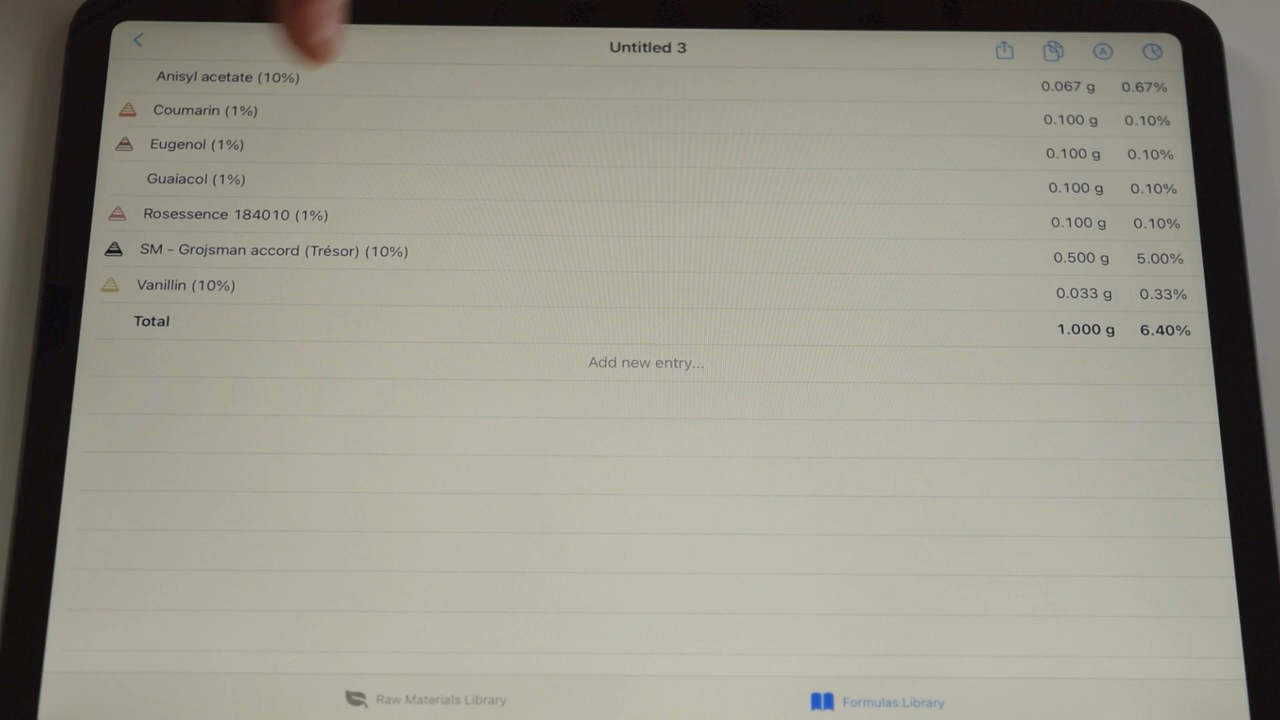 Untitled 3
Anisyl acetate (10%) 0.067 g 0.67%
Coumarin (1%) 0.100 g 0.10%
Eugenol (1%) 0.100 g 0.10%
Guaiacol (1%) 0.100 g 0.10%
Rosessence 184010 (1%) 0.100 g 0.10%
SM - Grojsman accord (Trésor) (10%) 0.500 g 5.00%
Vanillin (10%) 0.033 g 0.33%
Total 1.000 g 6.40%
Add new entry...
Raw Materials Library Formulas Library